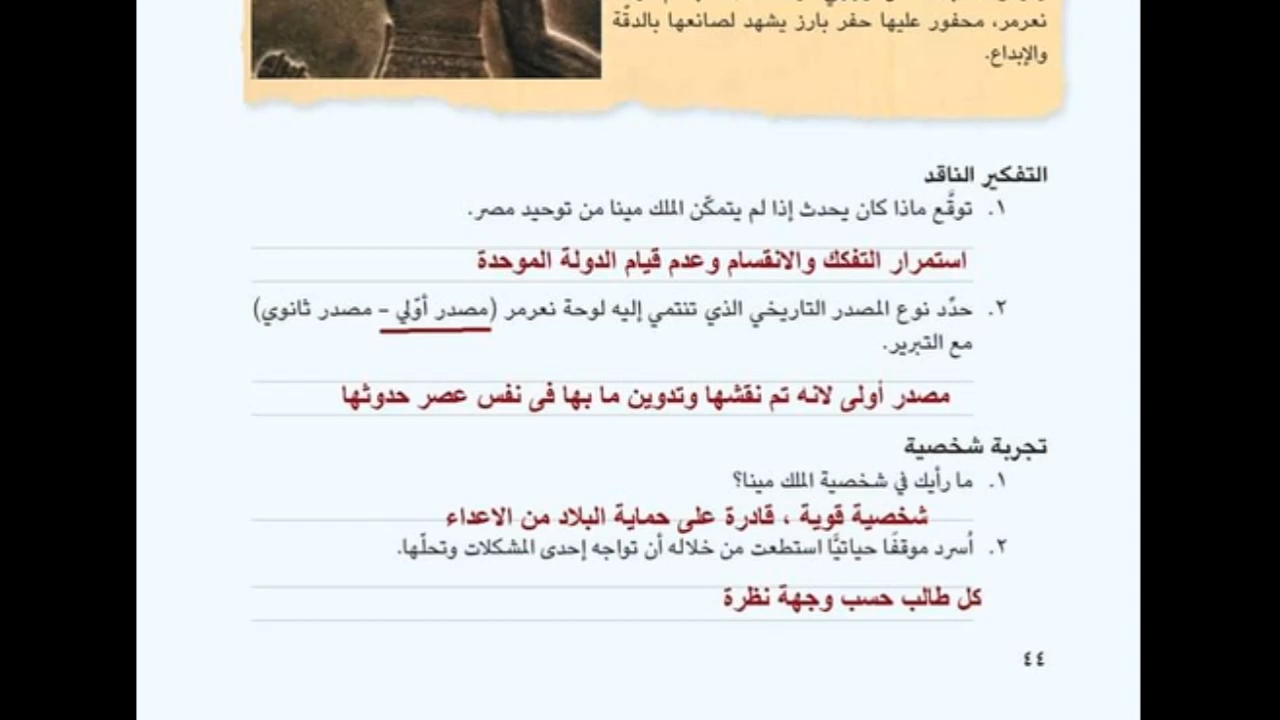 نعرمر، محفور عليها حفر بارز يشهد لصانعها بالدقّة
والإبداع.
التفكير الناقد
١. توقَّع ماذا كان يحدث إذا لم يتمكّن الملك مينا من توحيد مصر.
استمرار التفكك والانقسام وعدم قيام الدولة الموحدة
٢. حدِّد نوع المصدر التاريخي الذي تنتمي إليه لوحة نعرمر (مصدر أوّلي - مصدر ثانوي)
مع التبرير.
مصدر أولى لانه تم نقشها وتدوين ما بها فى نفس عصر حدوثها
تجربة شخصية
١. ما رأيك في شخصية الملك مينا؟
شخصية قوية ، قادرة على حماية البلاد من الاعداء
٢. اُسرد موقفًا حياتيًّا استطعت من خلاله أن تواجه إحدى المشكلات وتحلّها.
كل طالب حسب وجهة نظرة
٤٤